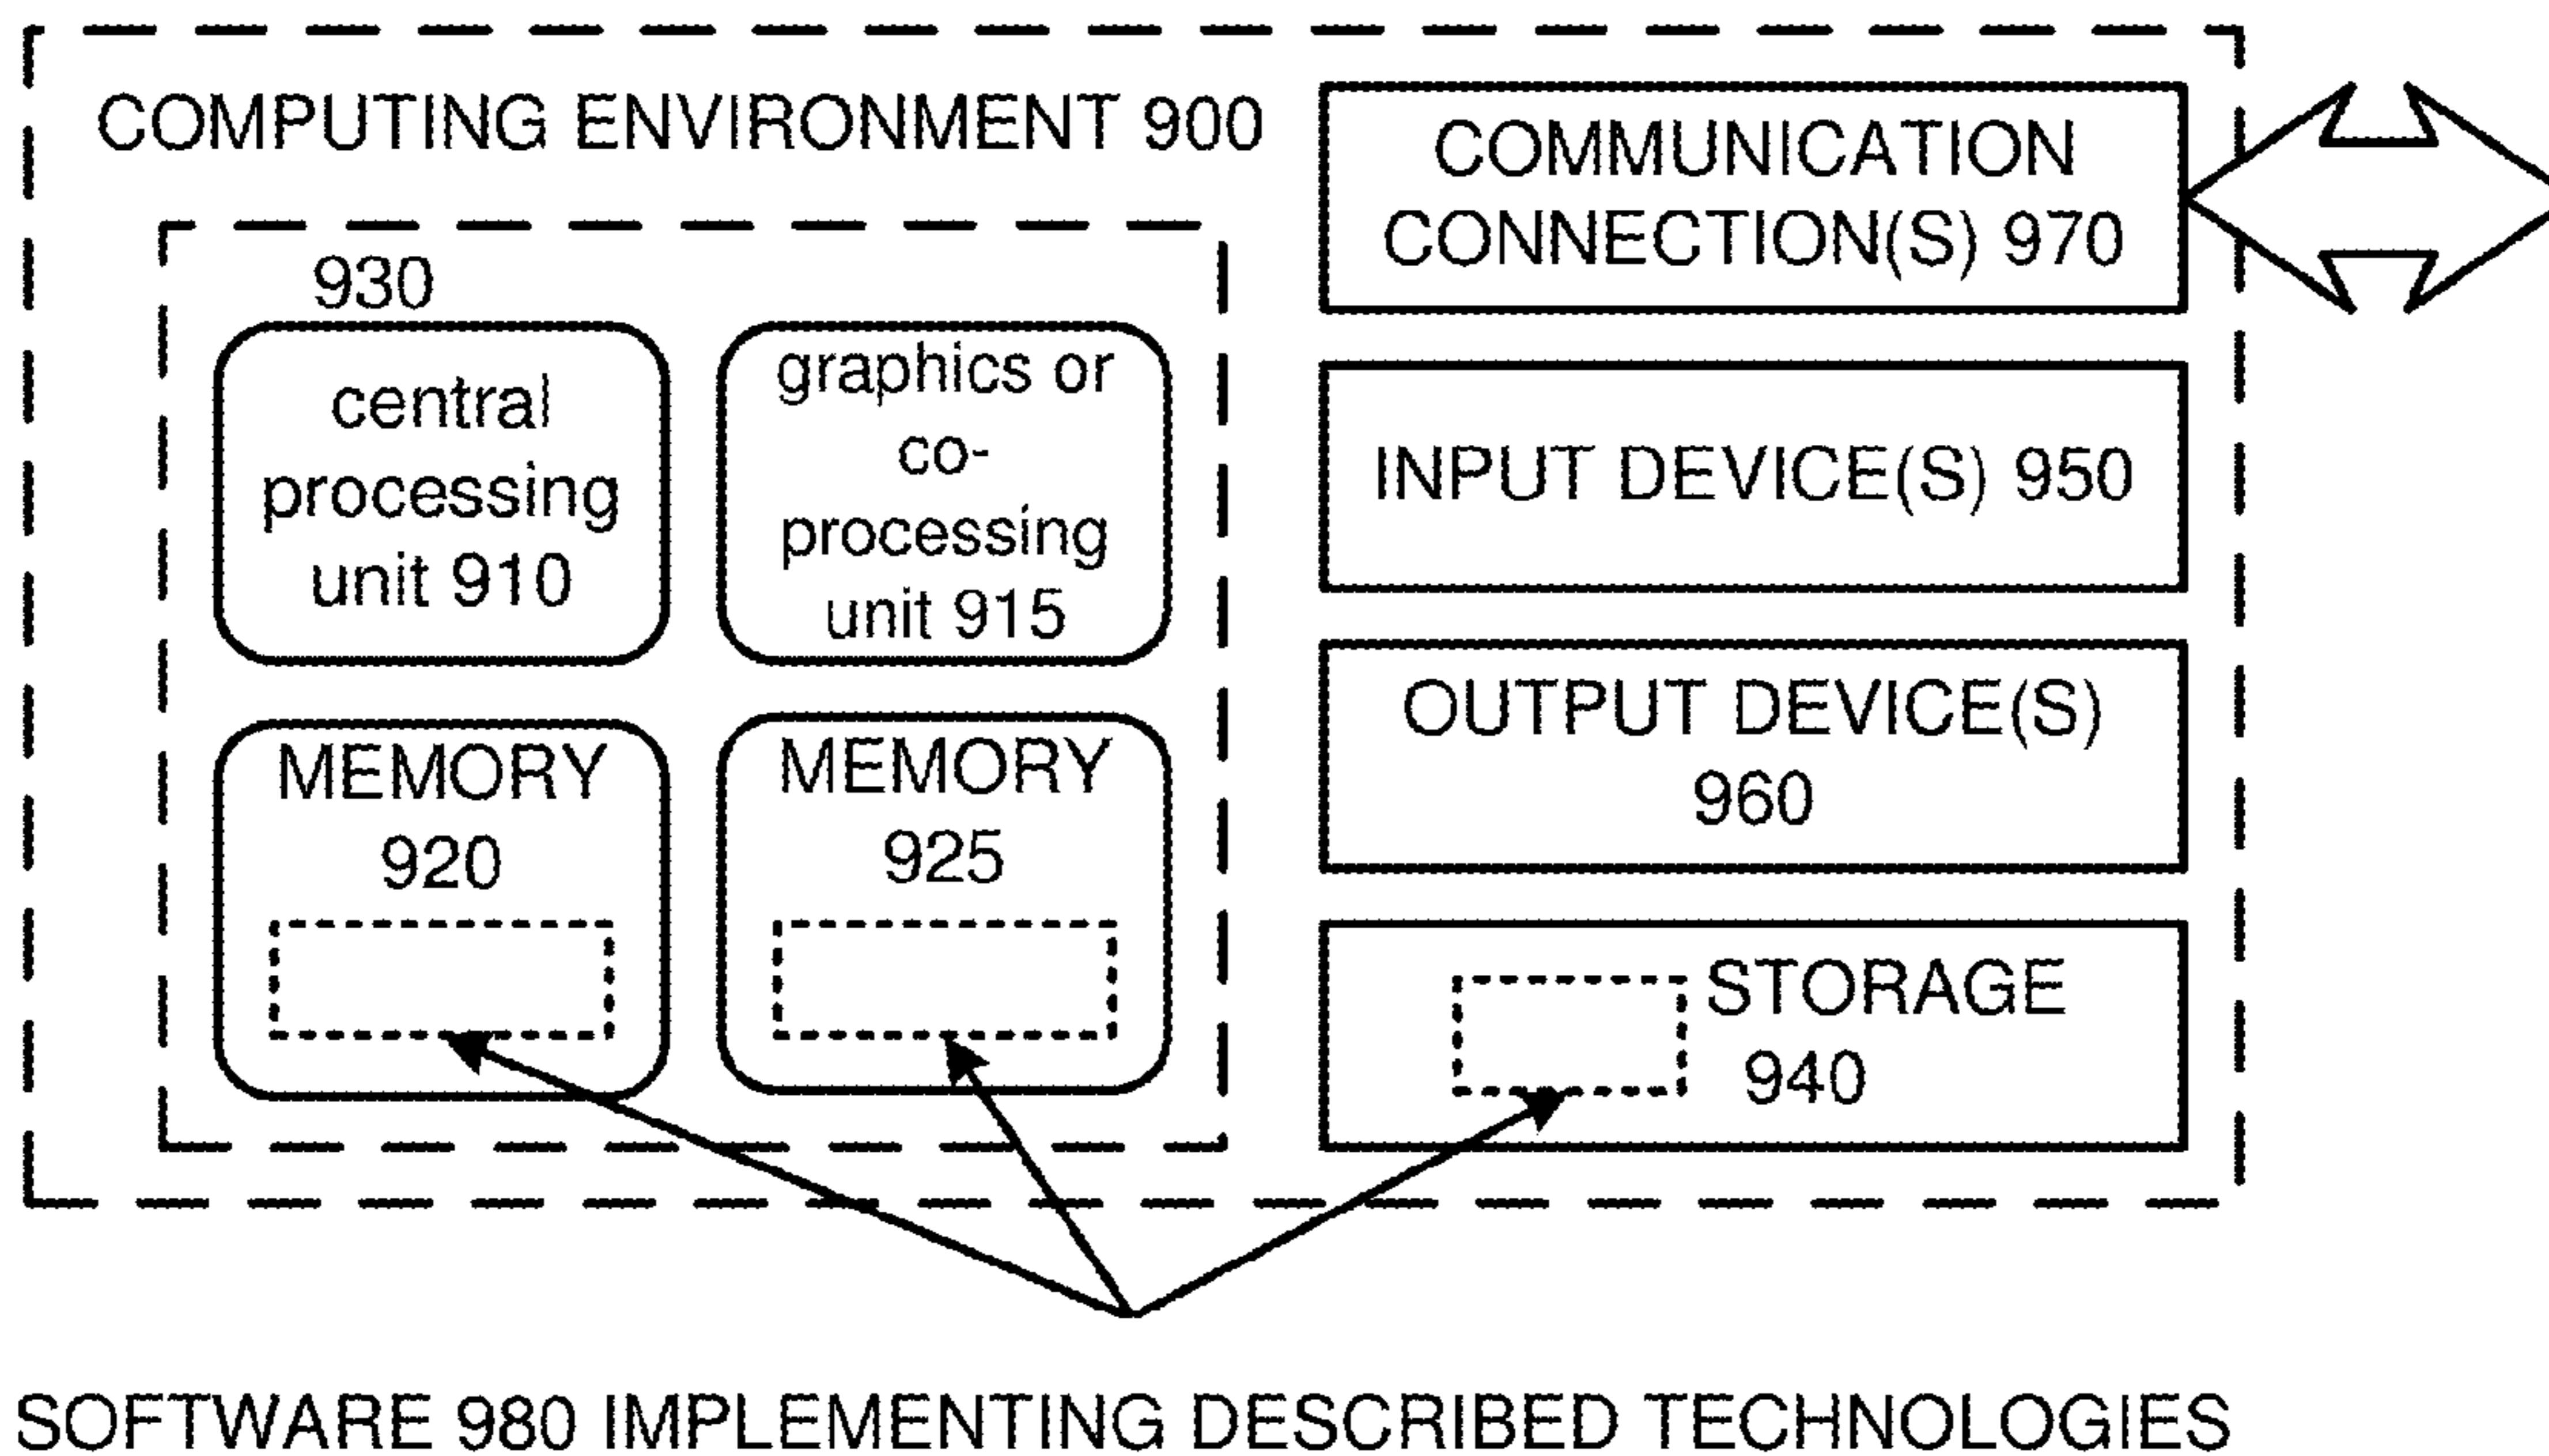 COMPUTING ENVIRONMENT 900
930
central
processing
unit 910
graphics or
co-
processing
unit 915
MEMORY
920
MEMORY
925
COMMUNICATION
CONNECTION(S) 970
INPUT DEVICE(S) 950
OUTPUT DEVICE(S)
960
STORAGE
940
SOFTWARE 980 IMPLEMENTING DESCRIBED TECHNOLOGIES